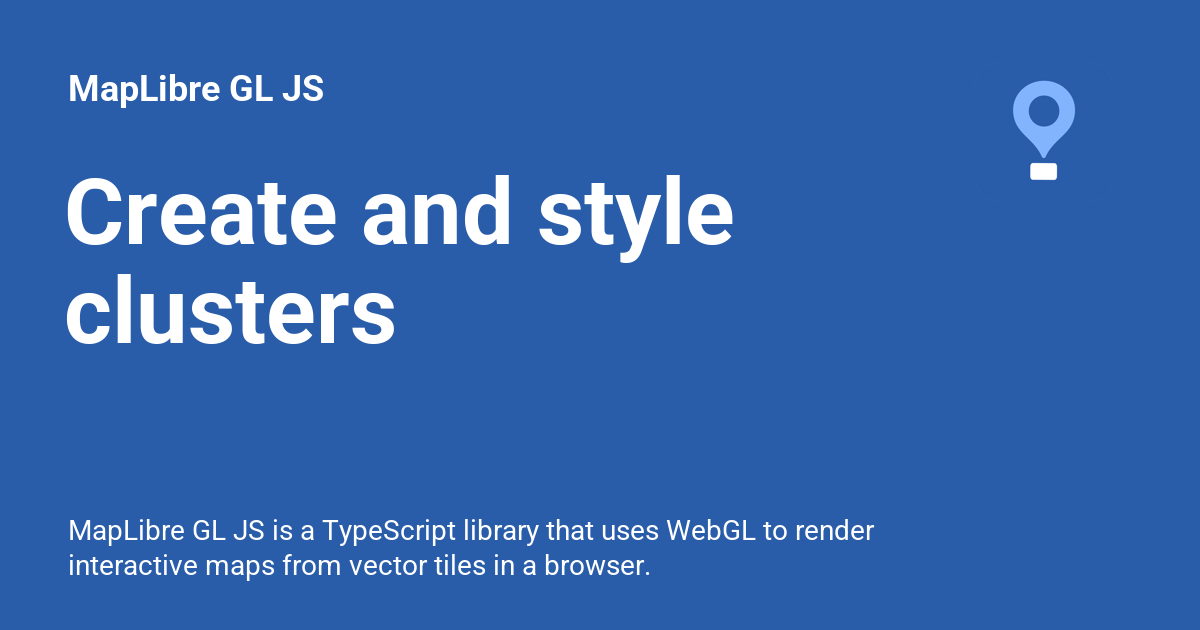 MapLibre GL JS
Create and style
clusters
MapLibre GL JS is a TypeScript library that uses WebGL to render
interactive maps from vector tiles in a browser.